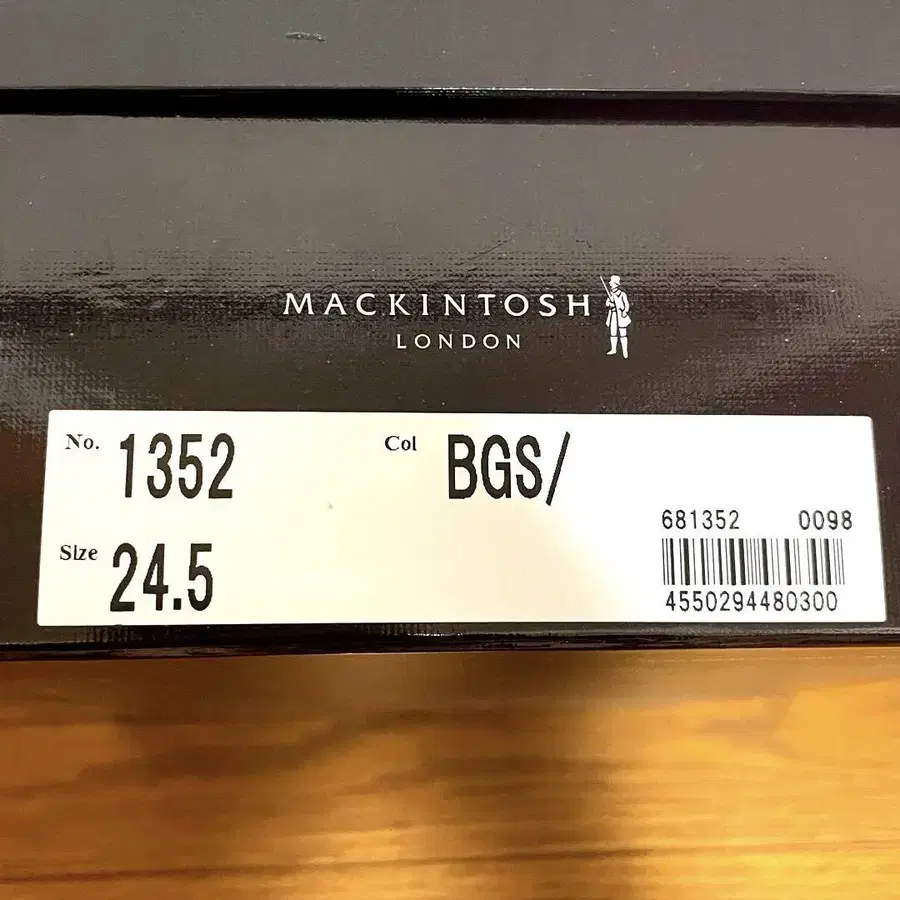 MACKINTOSH
LONDON
No. 1352 Col BGS/
Size 24.5
681352 0098
4550294480300